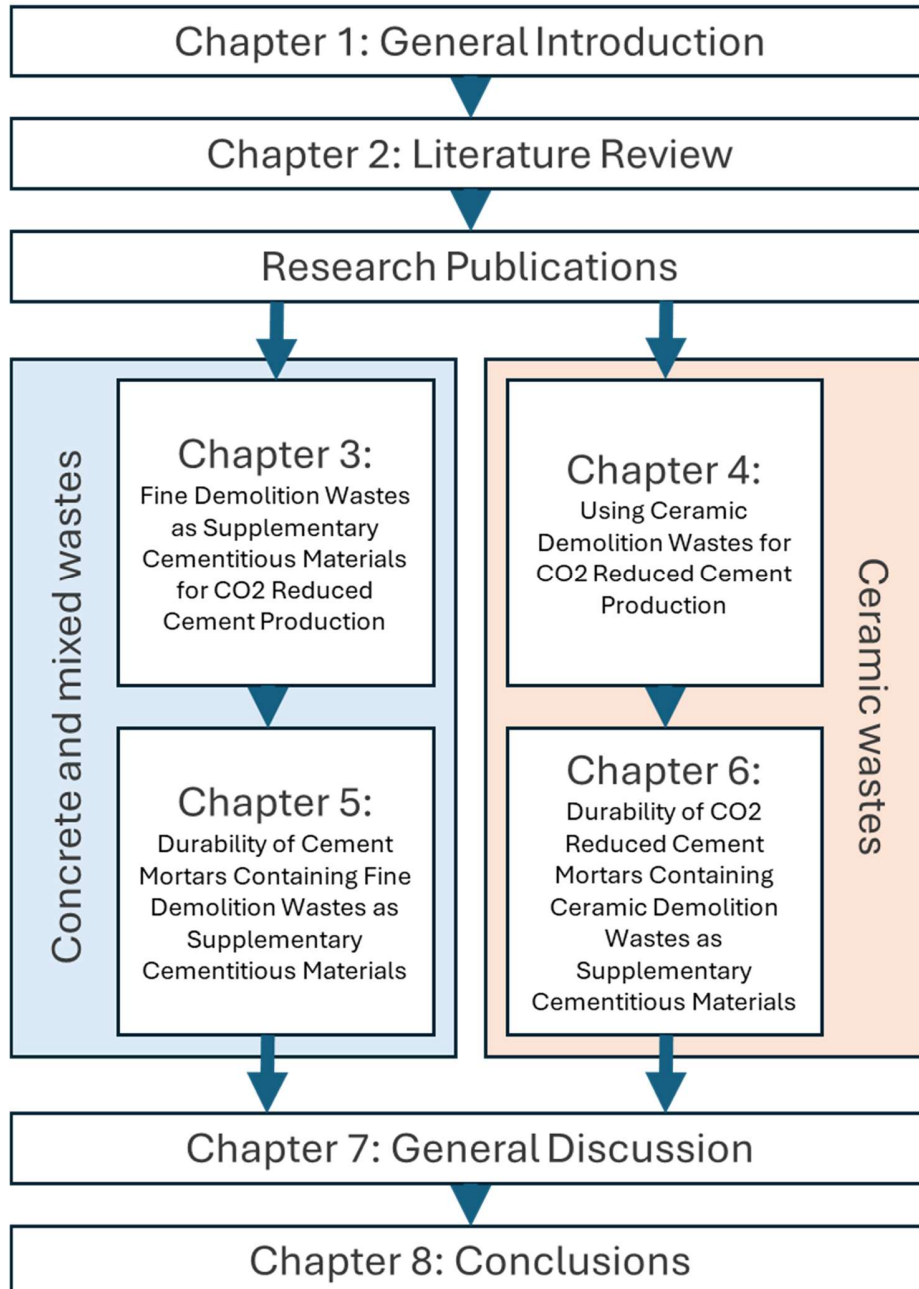 Chapter 1: General Introduction
Chapter 2: Literature Review
Research Publications
Concrete and mixed wastes
Chapter 3:
Fine Demolition Wastes
as Supplementary
Cementitious Materials
for CO2 Reduced
Cement Production
Chapter 5:
Durability of Cement
Mortars Containing Fine
Demolition Wastes as
Supplementary
Cementitious Materials
Chapter 4:
Using Ceramic
Demolition Wastes for
CO2 Reduced Cement
Production
Chapter 6:
Durability of CO2
Reduced Cement
Mortars Containing
Ceramic Demolition
Wastes as
Supplementary
Cementitious Materials
Ceramic wastes
Chapter 7: General Discussion
Chapter 8: Conclusions